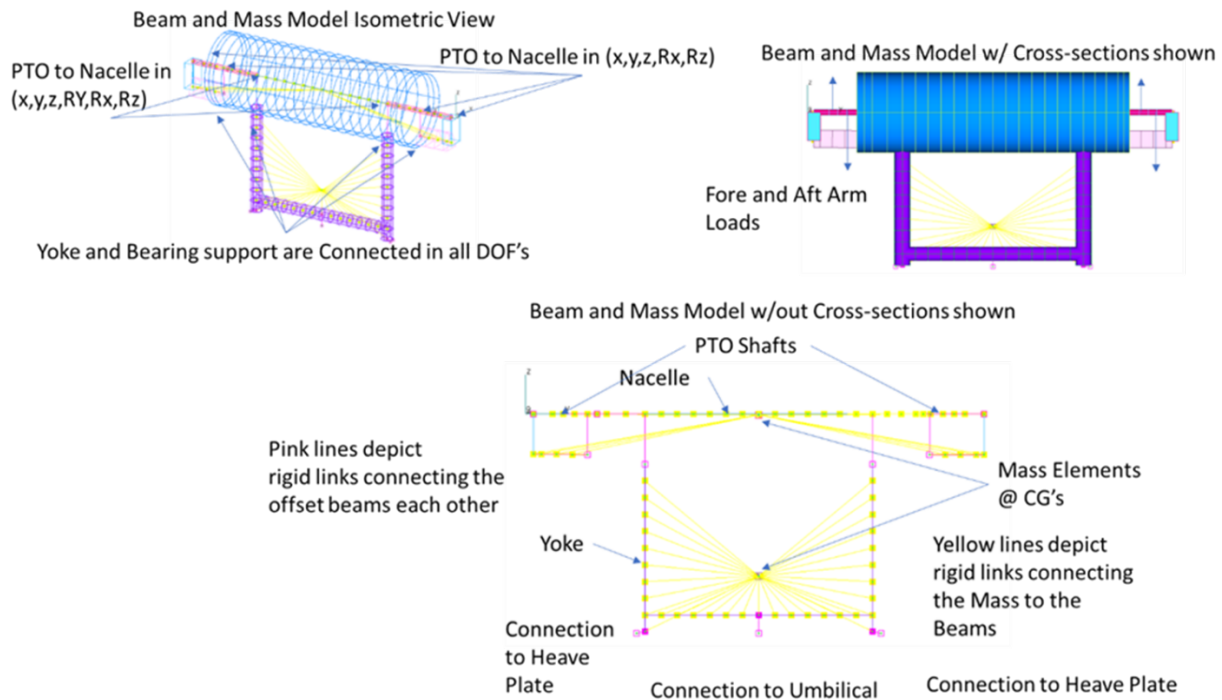 Beam and Mass Model Isometric View
PTO to Nacelle in
(x,y,z,RY,Rx,Rz)
PTO to Nacelle in (x,y,z,Rx,Rz)
Yoke and Bearing support are Connected in all DOF's
Beam and Mass Model w/ Cross-sections shown
Fore and Aft Arm
Loads
Beam and Mass Model w/out Cross-sections shown
PTO Shafts
Nacelle
Z
Pink lines depict
rigid links connecting the
offset beams each other
Mass Elements
@ CG's
Yoke
Yellow lines depict
rigid links connecting
the Mass to the
Beams
Connection
to Heave
Plate
Connection to Umbilical
Connection to Heave Plate